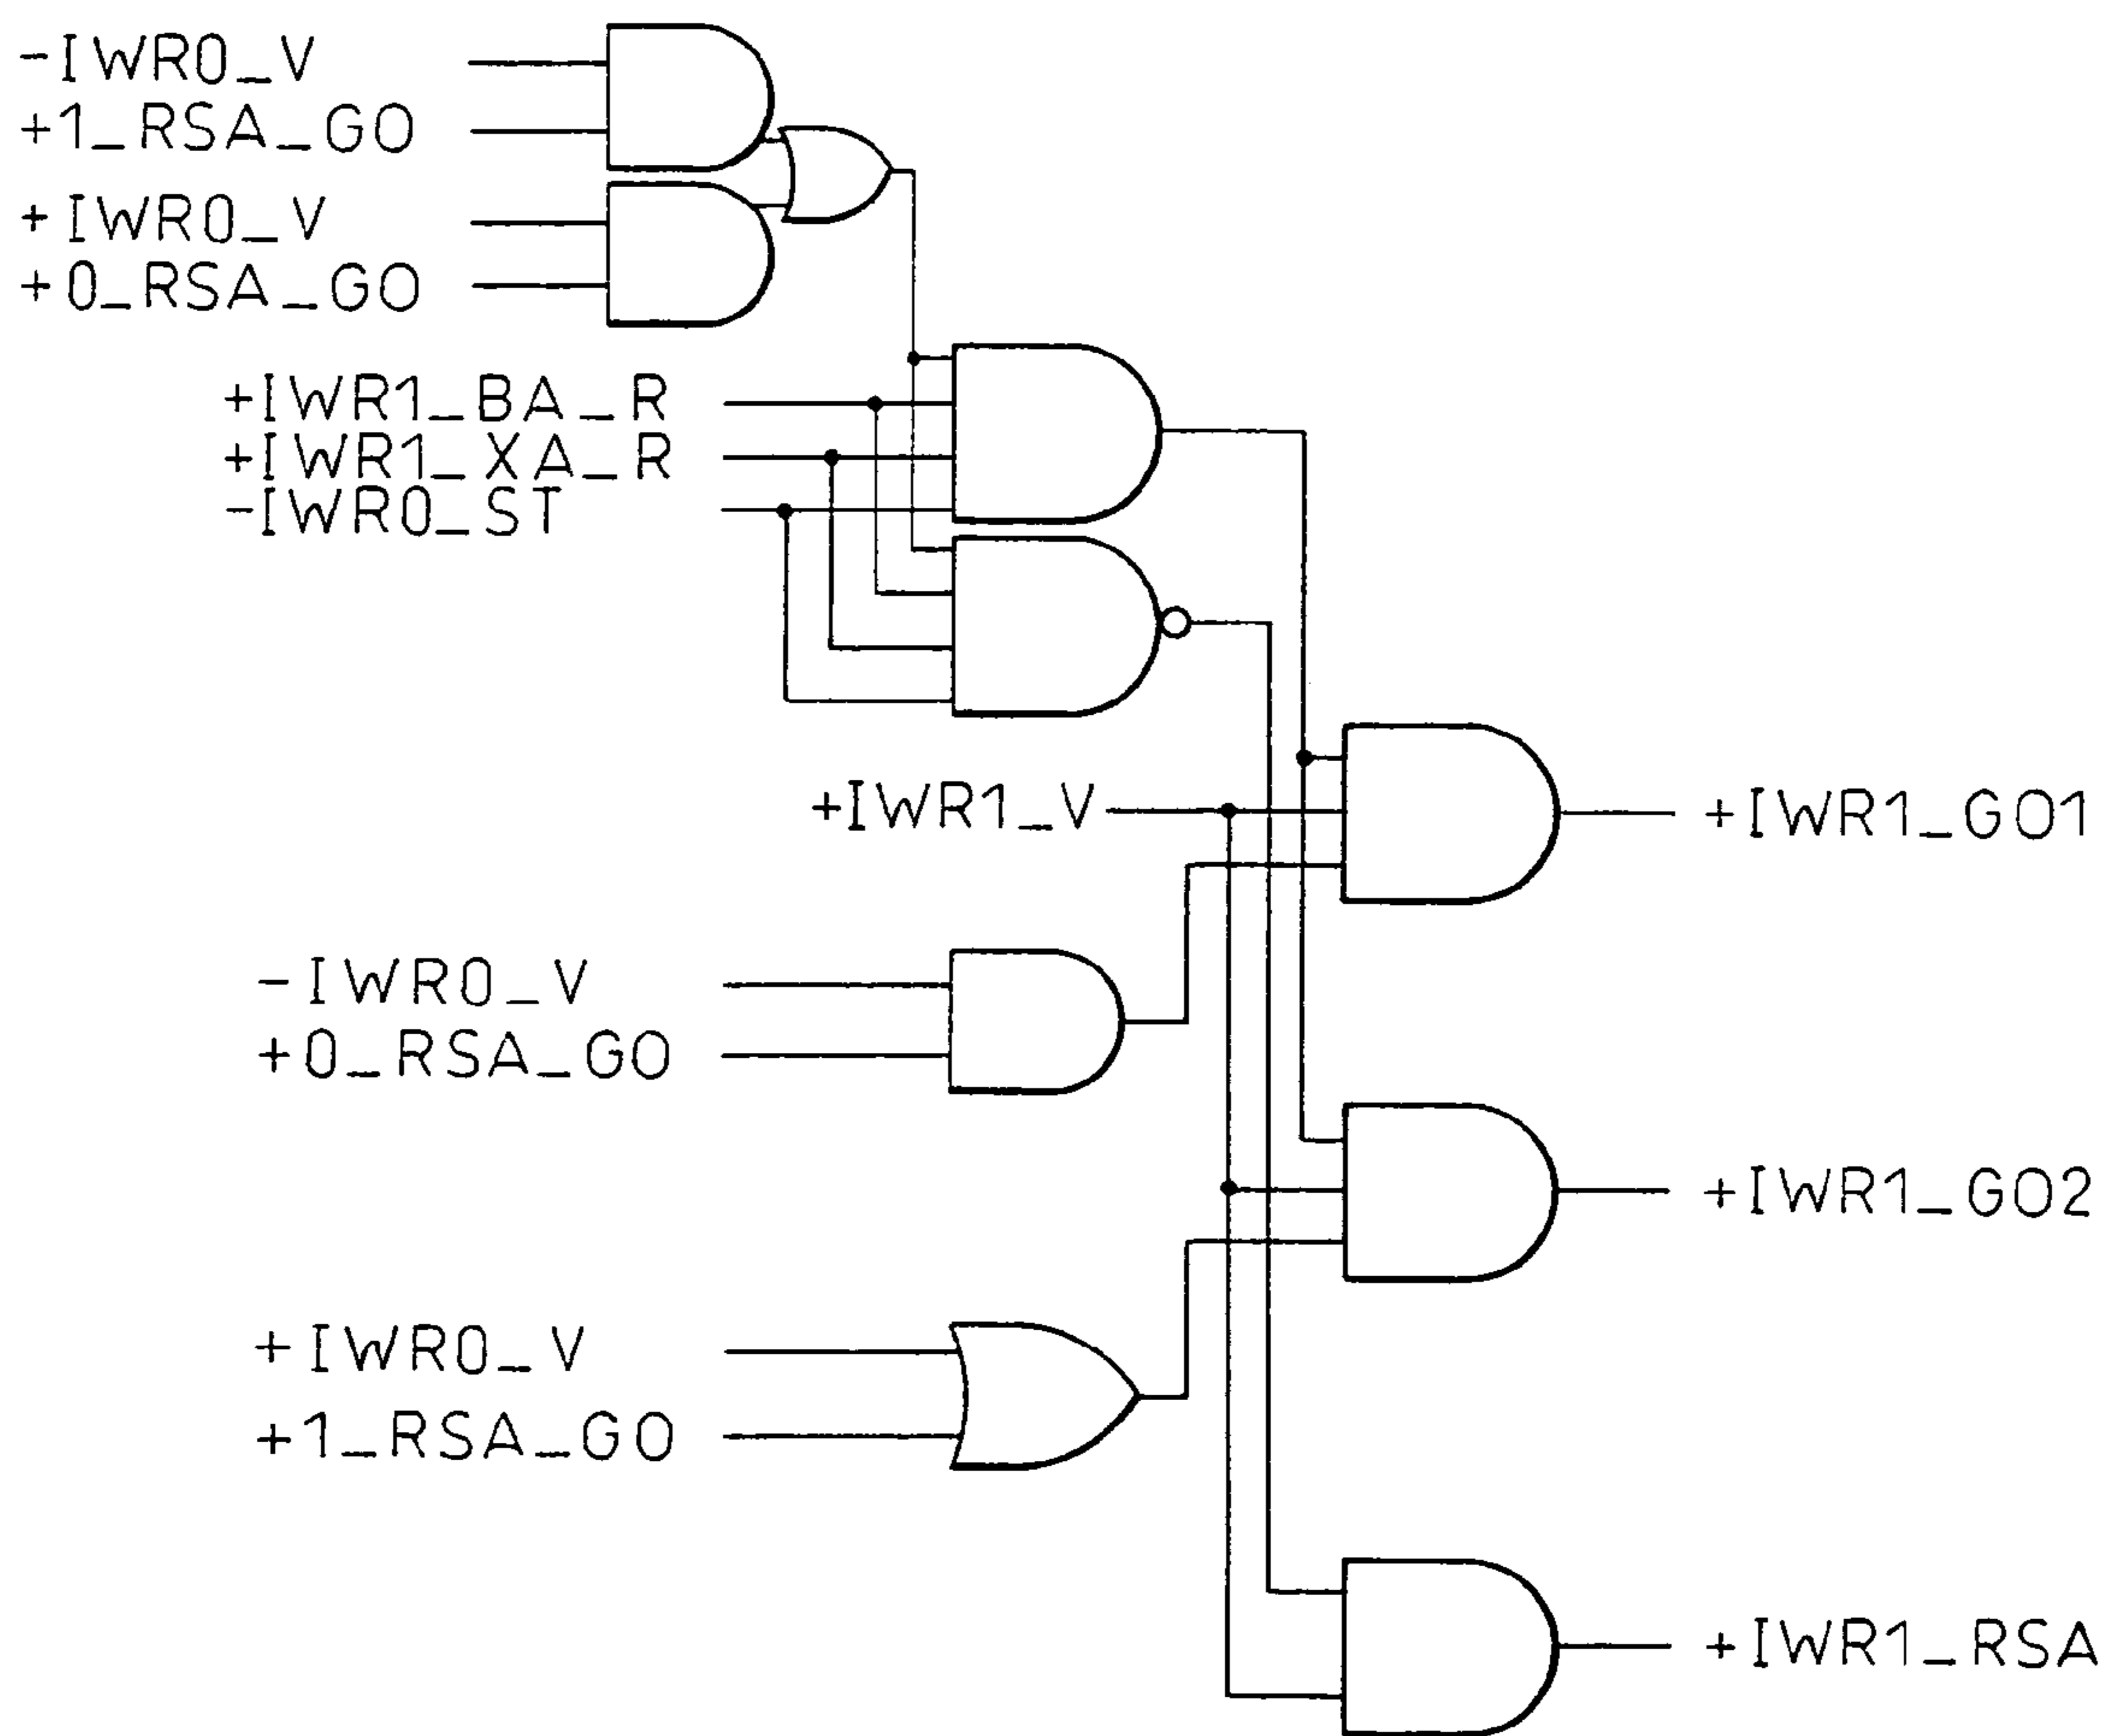 -IWR0_V
+1_RSA_GO
+IWR0_V
+0_RSA_GO
+IWR1_BA_R
+IWR1_XA_R
-IWR0_ST
+IWR1_V
+IWR1_GO1
-IWR0_V
+0_RSA_GO
+IWR1_GO2
+IWR0_V
+1_RSA_GO
+IWR1_RSA